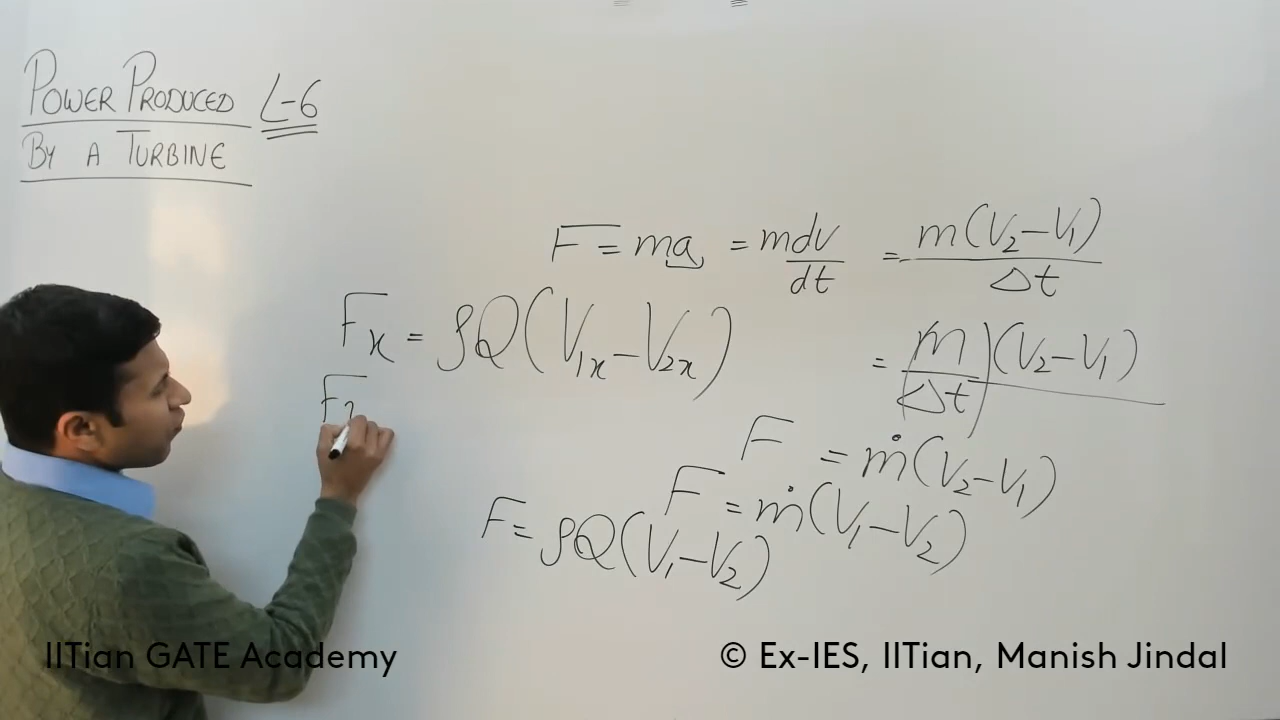 POWER PRODUCED L-6
BY A TURBINE
F = ma = mdv/dt = m(V₂-V₁)/Δt
Fx = ρQ(V₁x - V₂x)
= (m/Δt)(V₂-V₁)
F = ṁ(V₂-V₁)
F = ṁ(V₁-V₂)
F = ρQ(V₁-V₂)
IITian GATE Academy
© Ex-IES, IITian, Manish Jindal